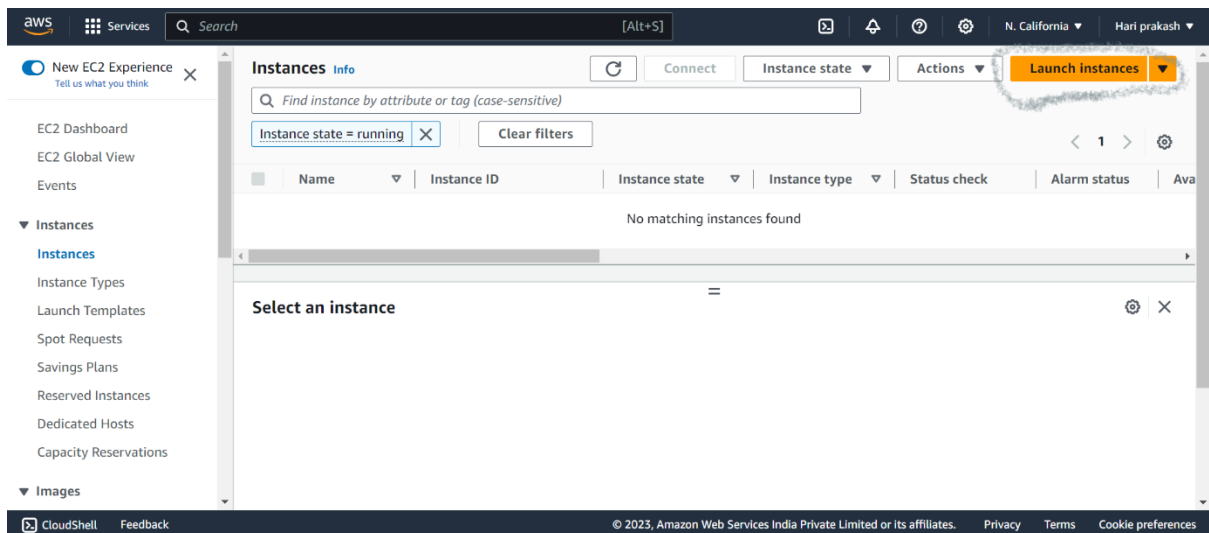 aws Services Search [Alt+S] N. California Hari prakash
New EC2 Experience
Tell us what you think
EC2 Dashboard
EC2 Global View
Events
Instances
Instances
Instance Types
Launch Templates
Spot Requests
Savings Plans
Reserved Instances
Dedicated Hosts
Capacity Reservations
Images
Instances Info Connect Instance state Actions Launch instances
Find instance by attribute or tag (case-sensitive)
Instance state = running Clear filters
1
Name Instance ID Instance state Instance type Status check Alarm status Ava
No matching instances found
Select an instance
CloudShell Feedback © 2023, Amazon Web Services India Private Limited or its affiliates. Privacy Terms Cookie preferences